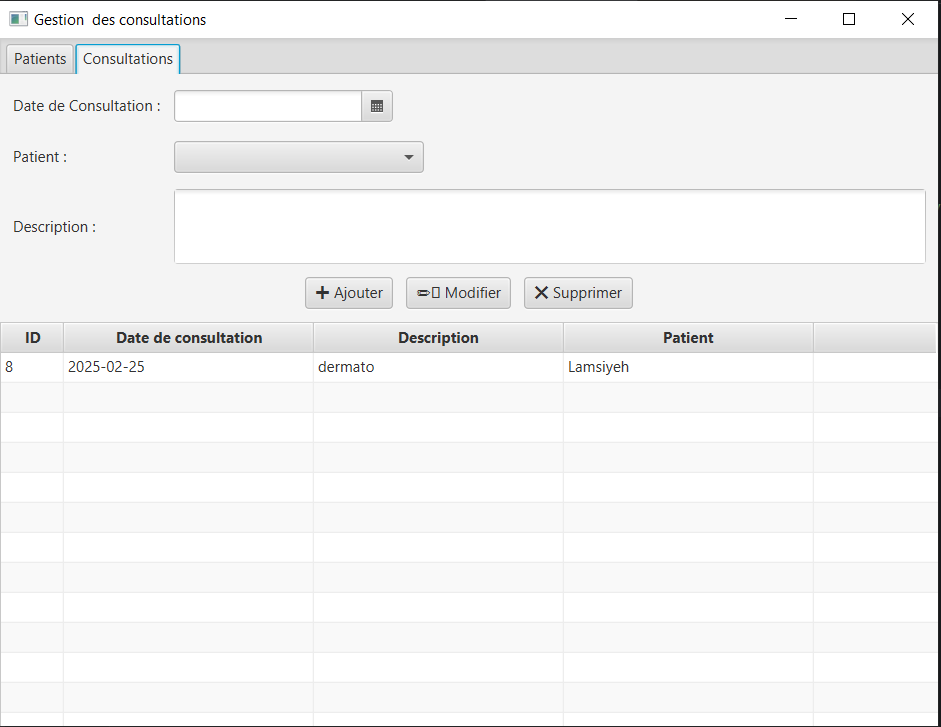 Gestion  des consultations
Patients Consultations
Date de Consultation :
Patient :
Description :
Ajouter Modifier Supprimer
ID Date de consultation Description Patient
8 2025-02-25 dermato Lamsiyeh